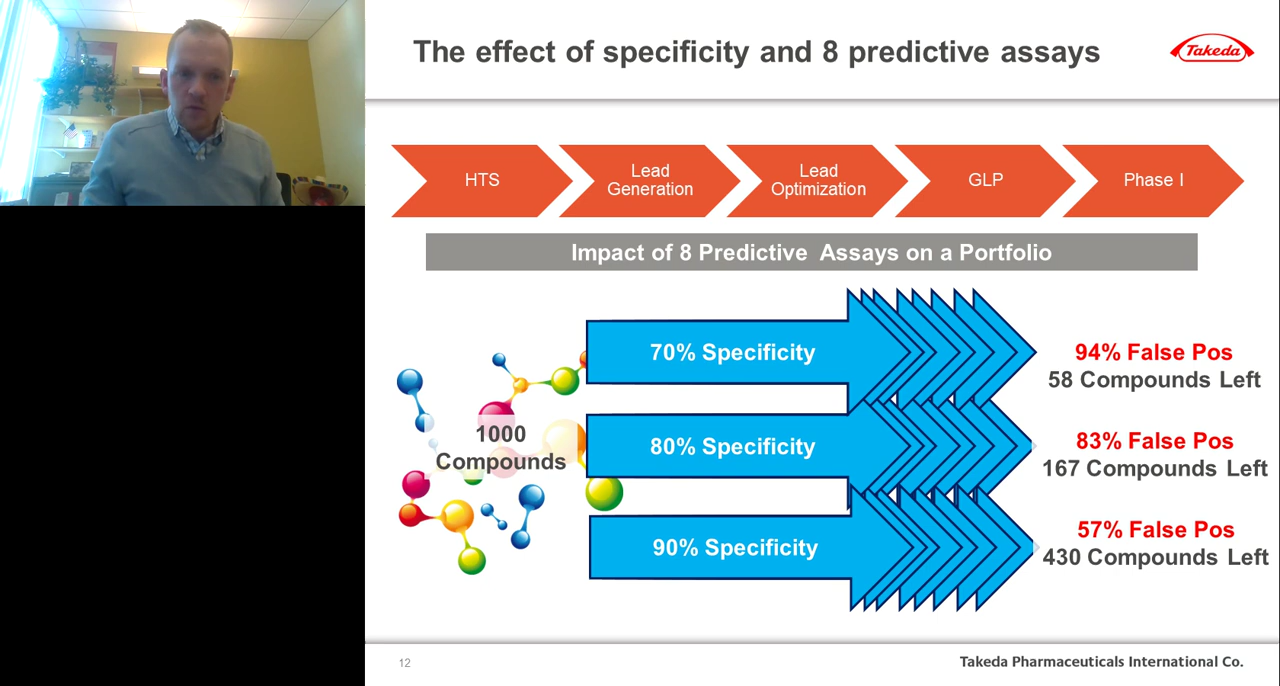 The effect of specificity and 8 predictive assays
Takeda
HTS
Lead
Generation
Lead
Optimization
GLP
Phase I
Impact of 8 Predictive Assays on a Portfolio
1000
Compounds
70% Specificity
94% False Pos
58 Compounds Left
80% Specificity
83% False Pos
167 Compounds Left
90% Specificity
57% False Pos
430 Compounds Left
12
Takeda Pharmaceuticals International Co.